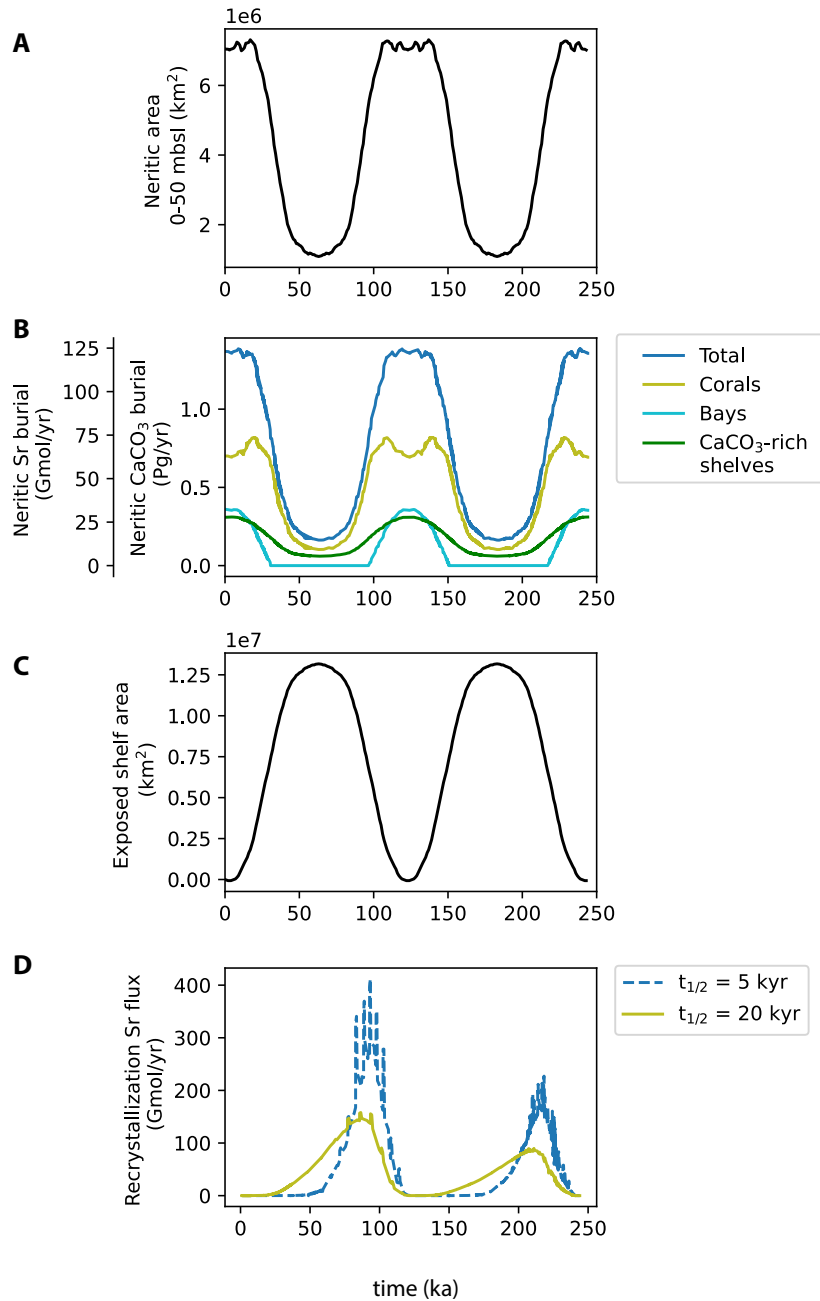 A
1e6
Neritic area
0-50 mbsl (km²)
6
4
2
0 50 100 150 200 250
B
Neritic Sr burial
(Gmol/yr)
125
100
75
50
25
0
Neritic CaCO₃ burial
(Pg/yr)
1.0
0.5
0.0
0 50 100 150 200 250
Total
Corals
Bays
CaCO₃-rich
shelves
C
1e7
Exposed shelf area
(km²)
1.25
0.75
0.50
0.25
0.00
0 50 100 150 200 250
D
Recrystallization Sr flux
(Gmol/yr)
400
300
200
100
0
0 50 100 150 200 250
t₁/₂ = 5 kyr
t₁/₂ = 20 kyr
time (ka)